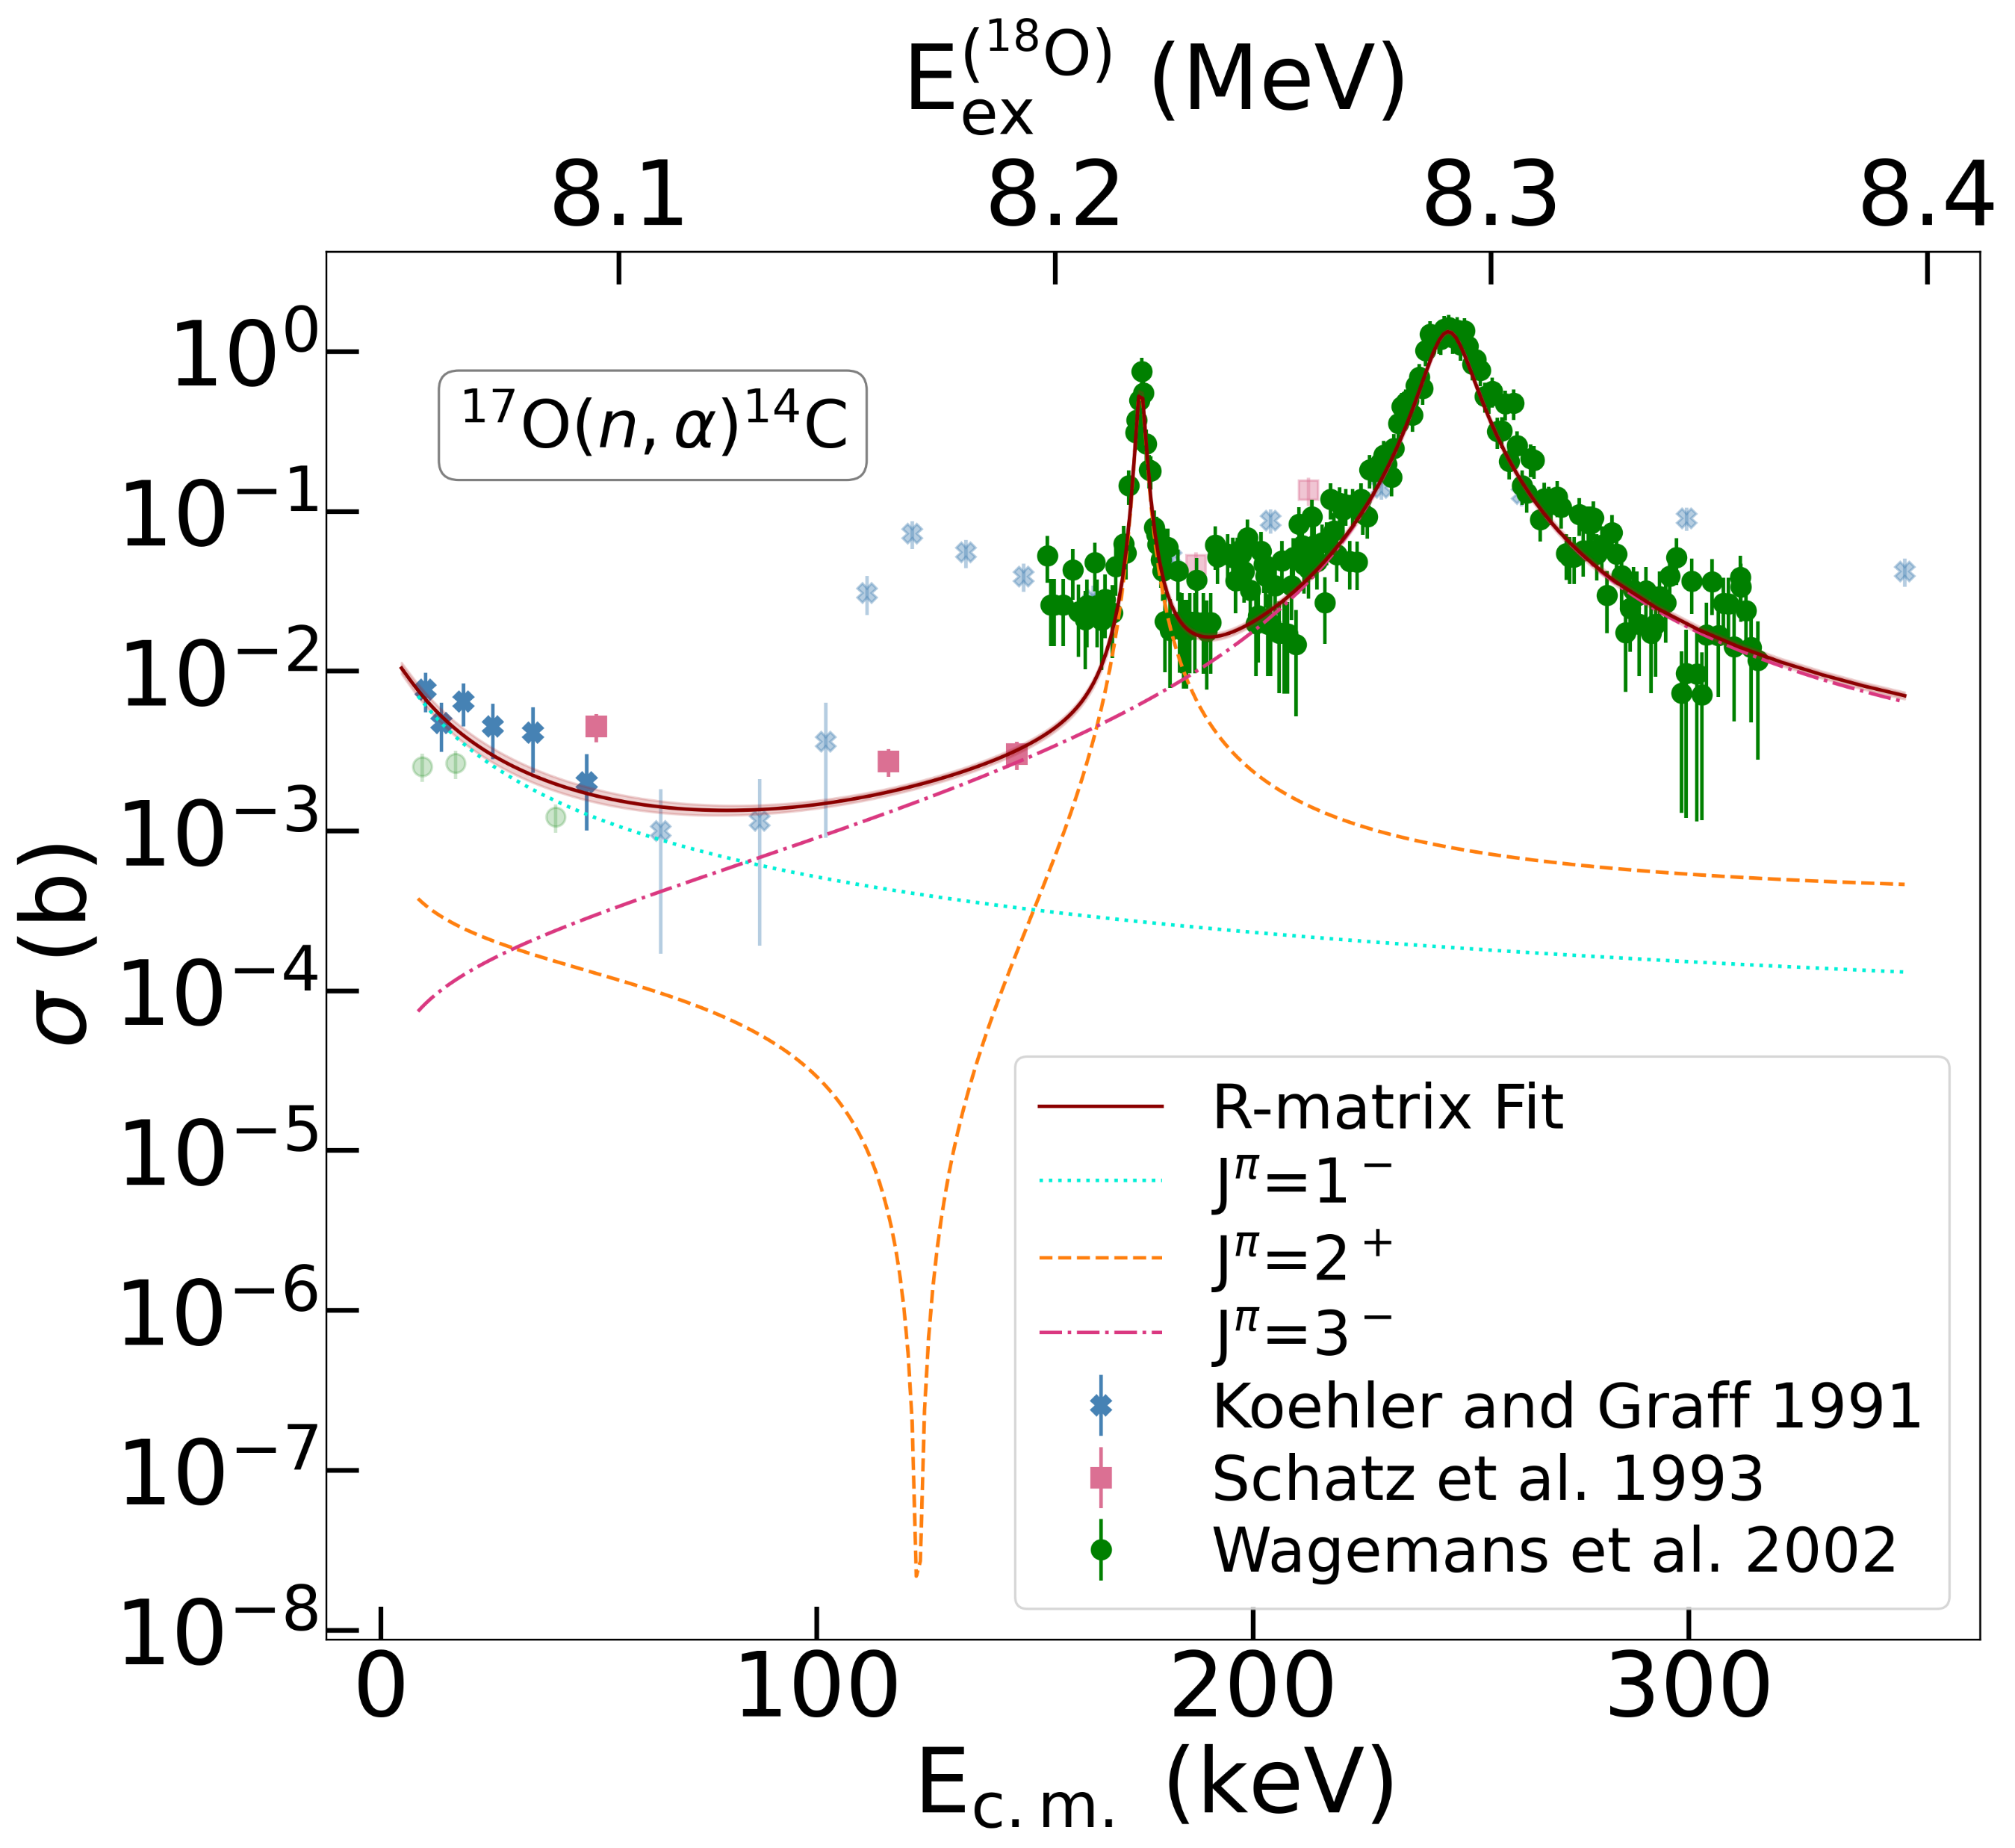 E_ex^(^18O) (MeV)
8.1 8.2 8.3 8.4
10^0
^17O(n, α)^14C
10^−1
10^−2
10^−3
10^−4
10^−5
10^−6
10^−7
10^−8
σ (b)
R-matrix Fit
J^π=1^−
J^π=2^+
J^π=3^−
Koehler and Graff 1991
Schatz et al. 1993
Wagemans et al. 2002
0 100 200 300
E_c.m. (keV)